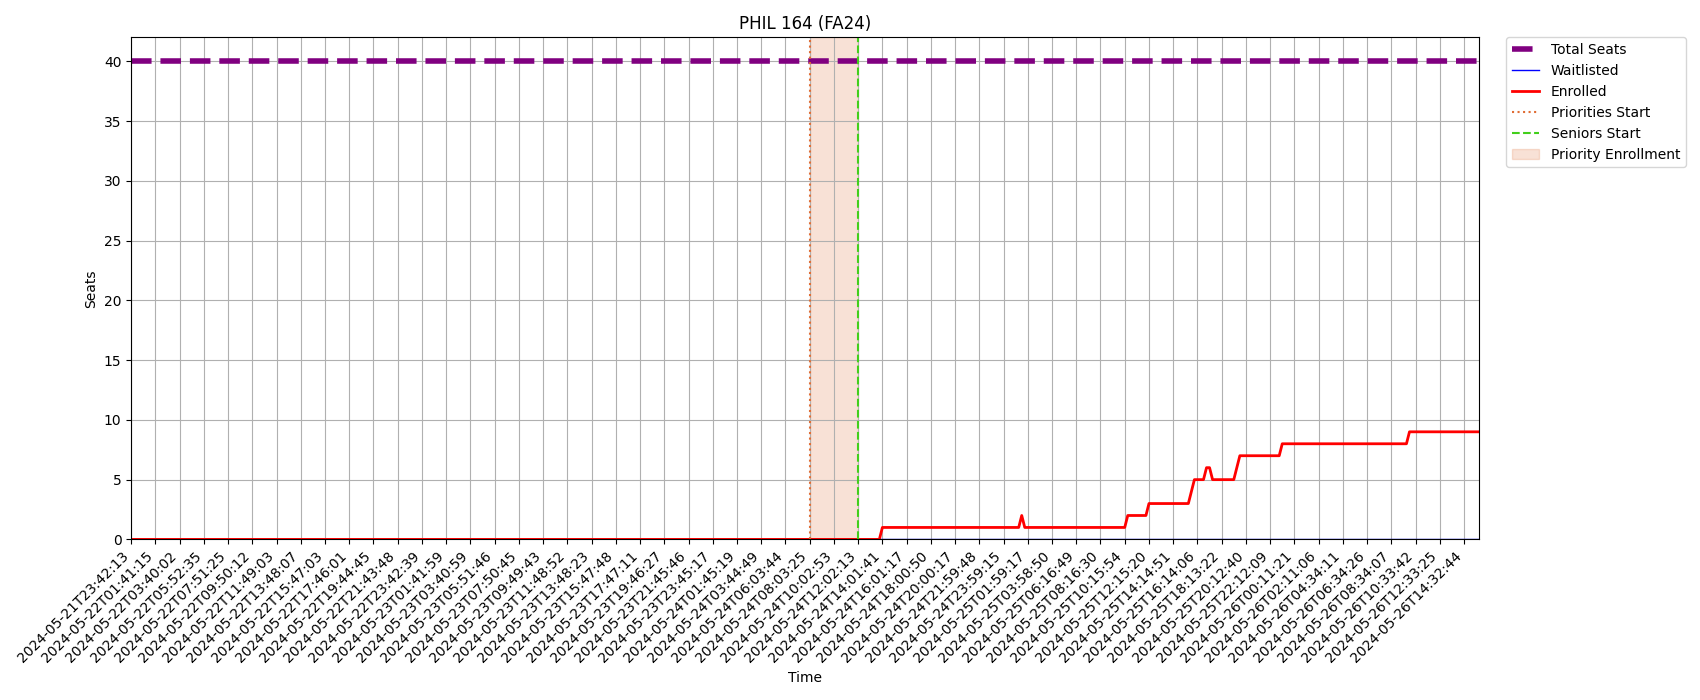 PHIL 164 (FA24)
Total Seats
Waitlisted
Enrolled
Priorities Start
Seniors Start
Priority Enrollment
Seats
40
35
30
25
20
15
10
5
0
2024-05-21T23:42:13
2024-05-22T01:41:15
2024-05-22T03:40:02
2024-05-22T05:52:35
2024-05-22T07:51:25
2024-05-22T09:50:12
2024-05-22T11:49:03
2024-05-22T13:48:07
2024-05-22T15:47:03
2024-05-22T17:46:01
2024-05-22T19:44:45
2024-05-22T21:43:48
2024-05-22T23:42:39
2024-05-23T01:41:59
2024-05-23T03:40:59
2024-05-23T05:51:46
2024-05-23T07:50:45
2024-05-23T09:49:43
2024-05-23T11:48:52
2024-05-23T13:48:23
2024-05-23T15:47:48
2024-05-23T17:47:11
2024-05-23T19:46:27
2024-05-23T21:45:46
2024-05-23T23:45:17
2024-05-24T01:45:19
2024-05-24T03:44:49
2024-05-24T06:03:44
2024-05-24T08:03:25
2024-05-24T10:02:53
2024-05-24T12:02:13
2024-05-24T14:01:41
2024-05-24T16:01:17
2024-05-24T18:00:50
2024-05-24T20:00:17
2024-05-24T21:59:48
2024-05-24T23:59:15
2024-05-25T01:59:17
2024-05-25T03:58:50
2024-05-25T06:16:49
2024-05-25T08:16:30
2024-05-25T10:15:54
2024-05-25T12:15:20
2024-05-25T14:14:51
2024-05-25T16:14:06
2024-05-25T18:13:22
2024-05-25T20:12:40
2024-05-25T22:12:09
2024-05-26T00:11:21
2024-05-26T02:11:06
2024-05-26T04:34:11
2024-05-26T06:34:26
2024-05-26T08:34:07
2024-05-26T10:33:42
2024-05-26T12:33:25
2024-05-26T14:32:44
Time